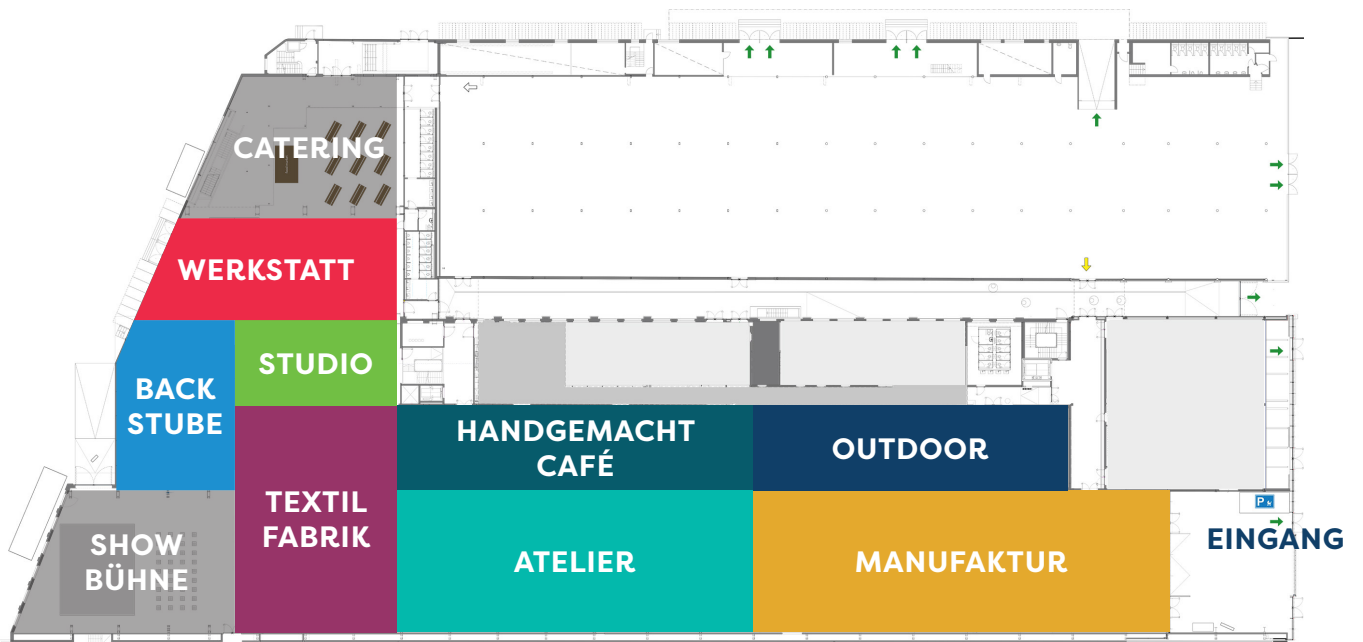 CATERING
WERKSTATT
BACK
STUBE
STUDIO
HANDGEMACHT
CAFÉ
OUTDOOR
TEXTIL
FABRIK
SHOW
BÜHNE
ATELIER
MANUFAKTUR
P
EINGANG